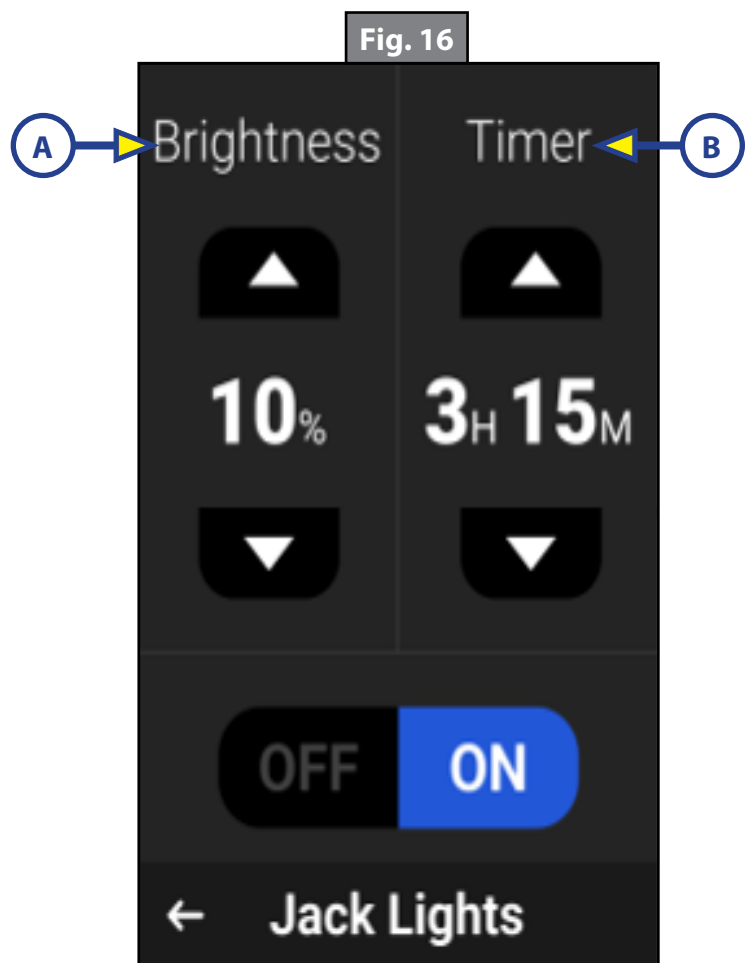 Fig. 16
A Brightness Timer B
10% 3H 15M
OFF ON
← Jack Lights